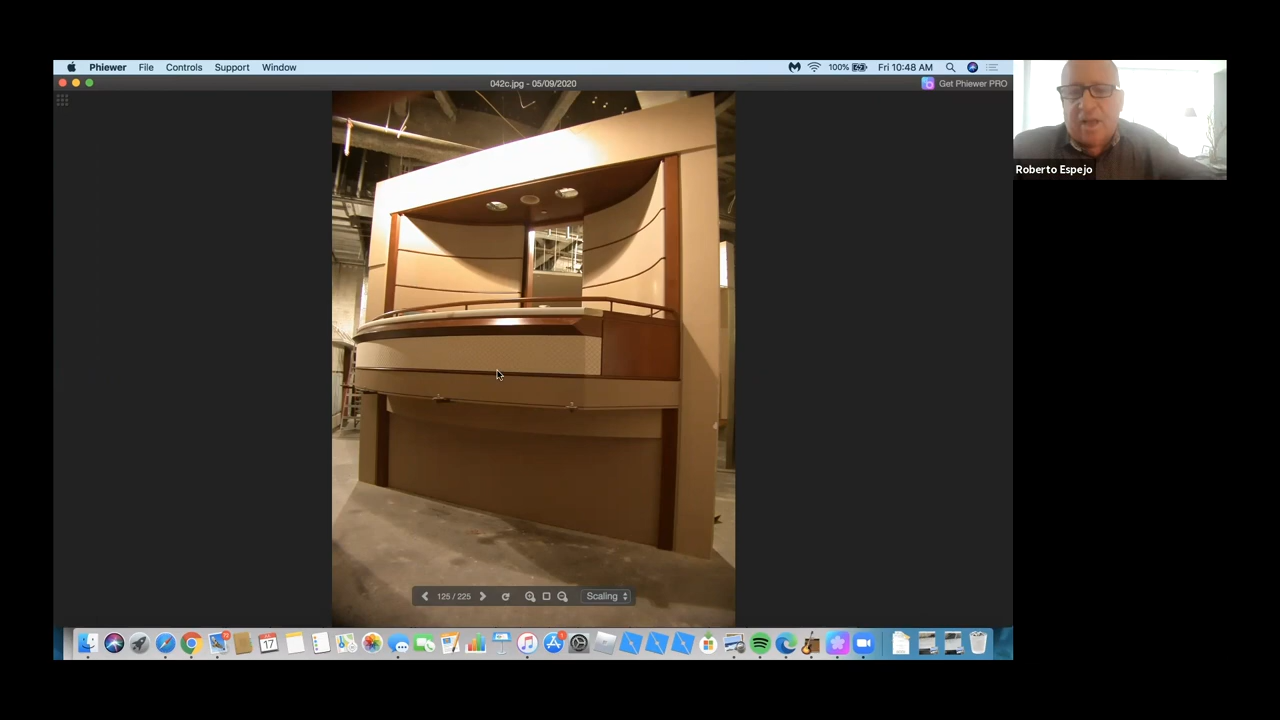 Phiewer File Controls Support Window 100% Fri 10:48 AM
042c.jpg - 05/09/2020 Get Phiewer PRO
Roberto Espejo
125 / 225 Scaling
17